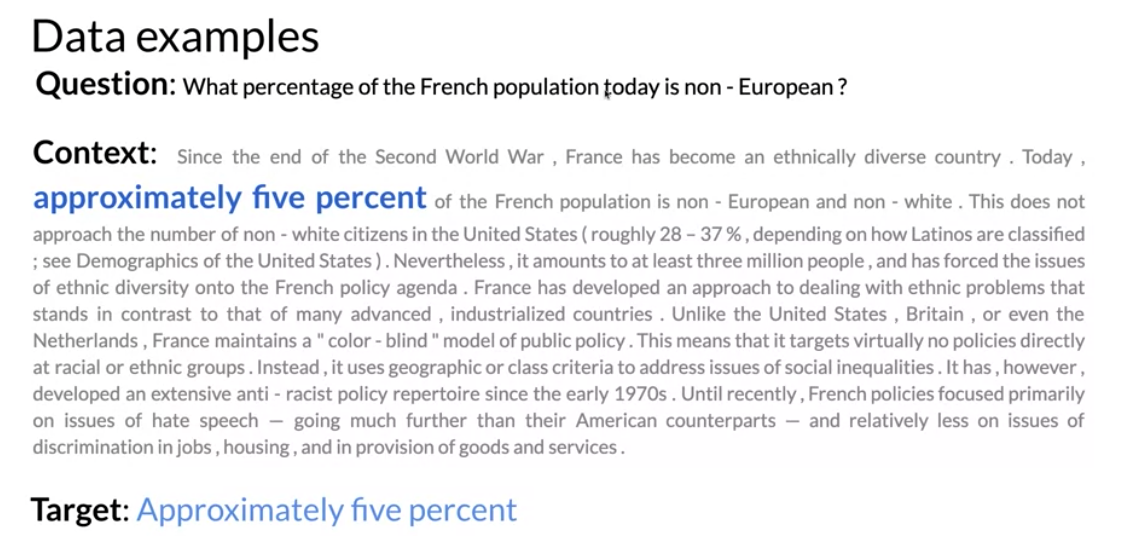 Data examples
Question: What percentage of the French population today is non - European ?
Context: Since the end of the Second World War , France has become an ethnically diverse country . Today ,
approximately five percent of the French population is non - European and non - white . This does not
approach the number of non - white citizens in the United States ( roughly 28 – 37 % , depending on how Latinos are classified
; see Demographics of the United States ) . Nevertheless , it amounts to at least three million people , and has forced the issues
of ethnic diversity onto the French policy agenda . France has developed an approach to dealing with ethnic problems that
stands in contrast to that of many advanced , industrialized countries . Unlike the United States , Britain , or even the
Netherlands , France maintains a " color - blind " model of public policy . This means that it targets virtually no policies directly
at racial or ethnic groups . Instead , it uses geographic or class criteria to address issues of social inequalities . It has , however ,
developed an extensive anti - racist policy repertoire since the early 1970s . Until recently , French policies focused primarily
on issues of hate speech — going much further than their American counterparts — and relatively less on issues of
discrimination in jobs , housing , and in provision of goods and services .
Target: Approximately five percent